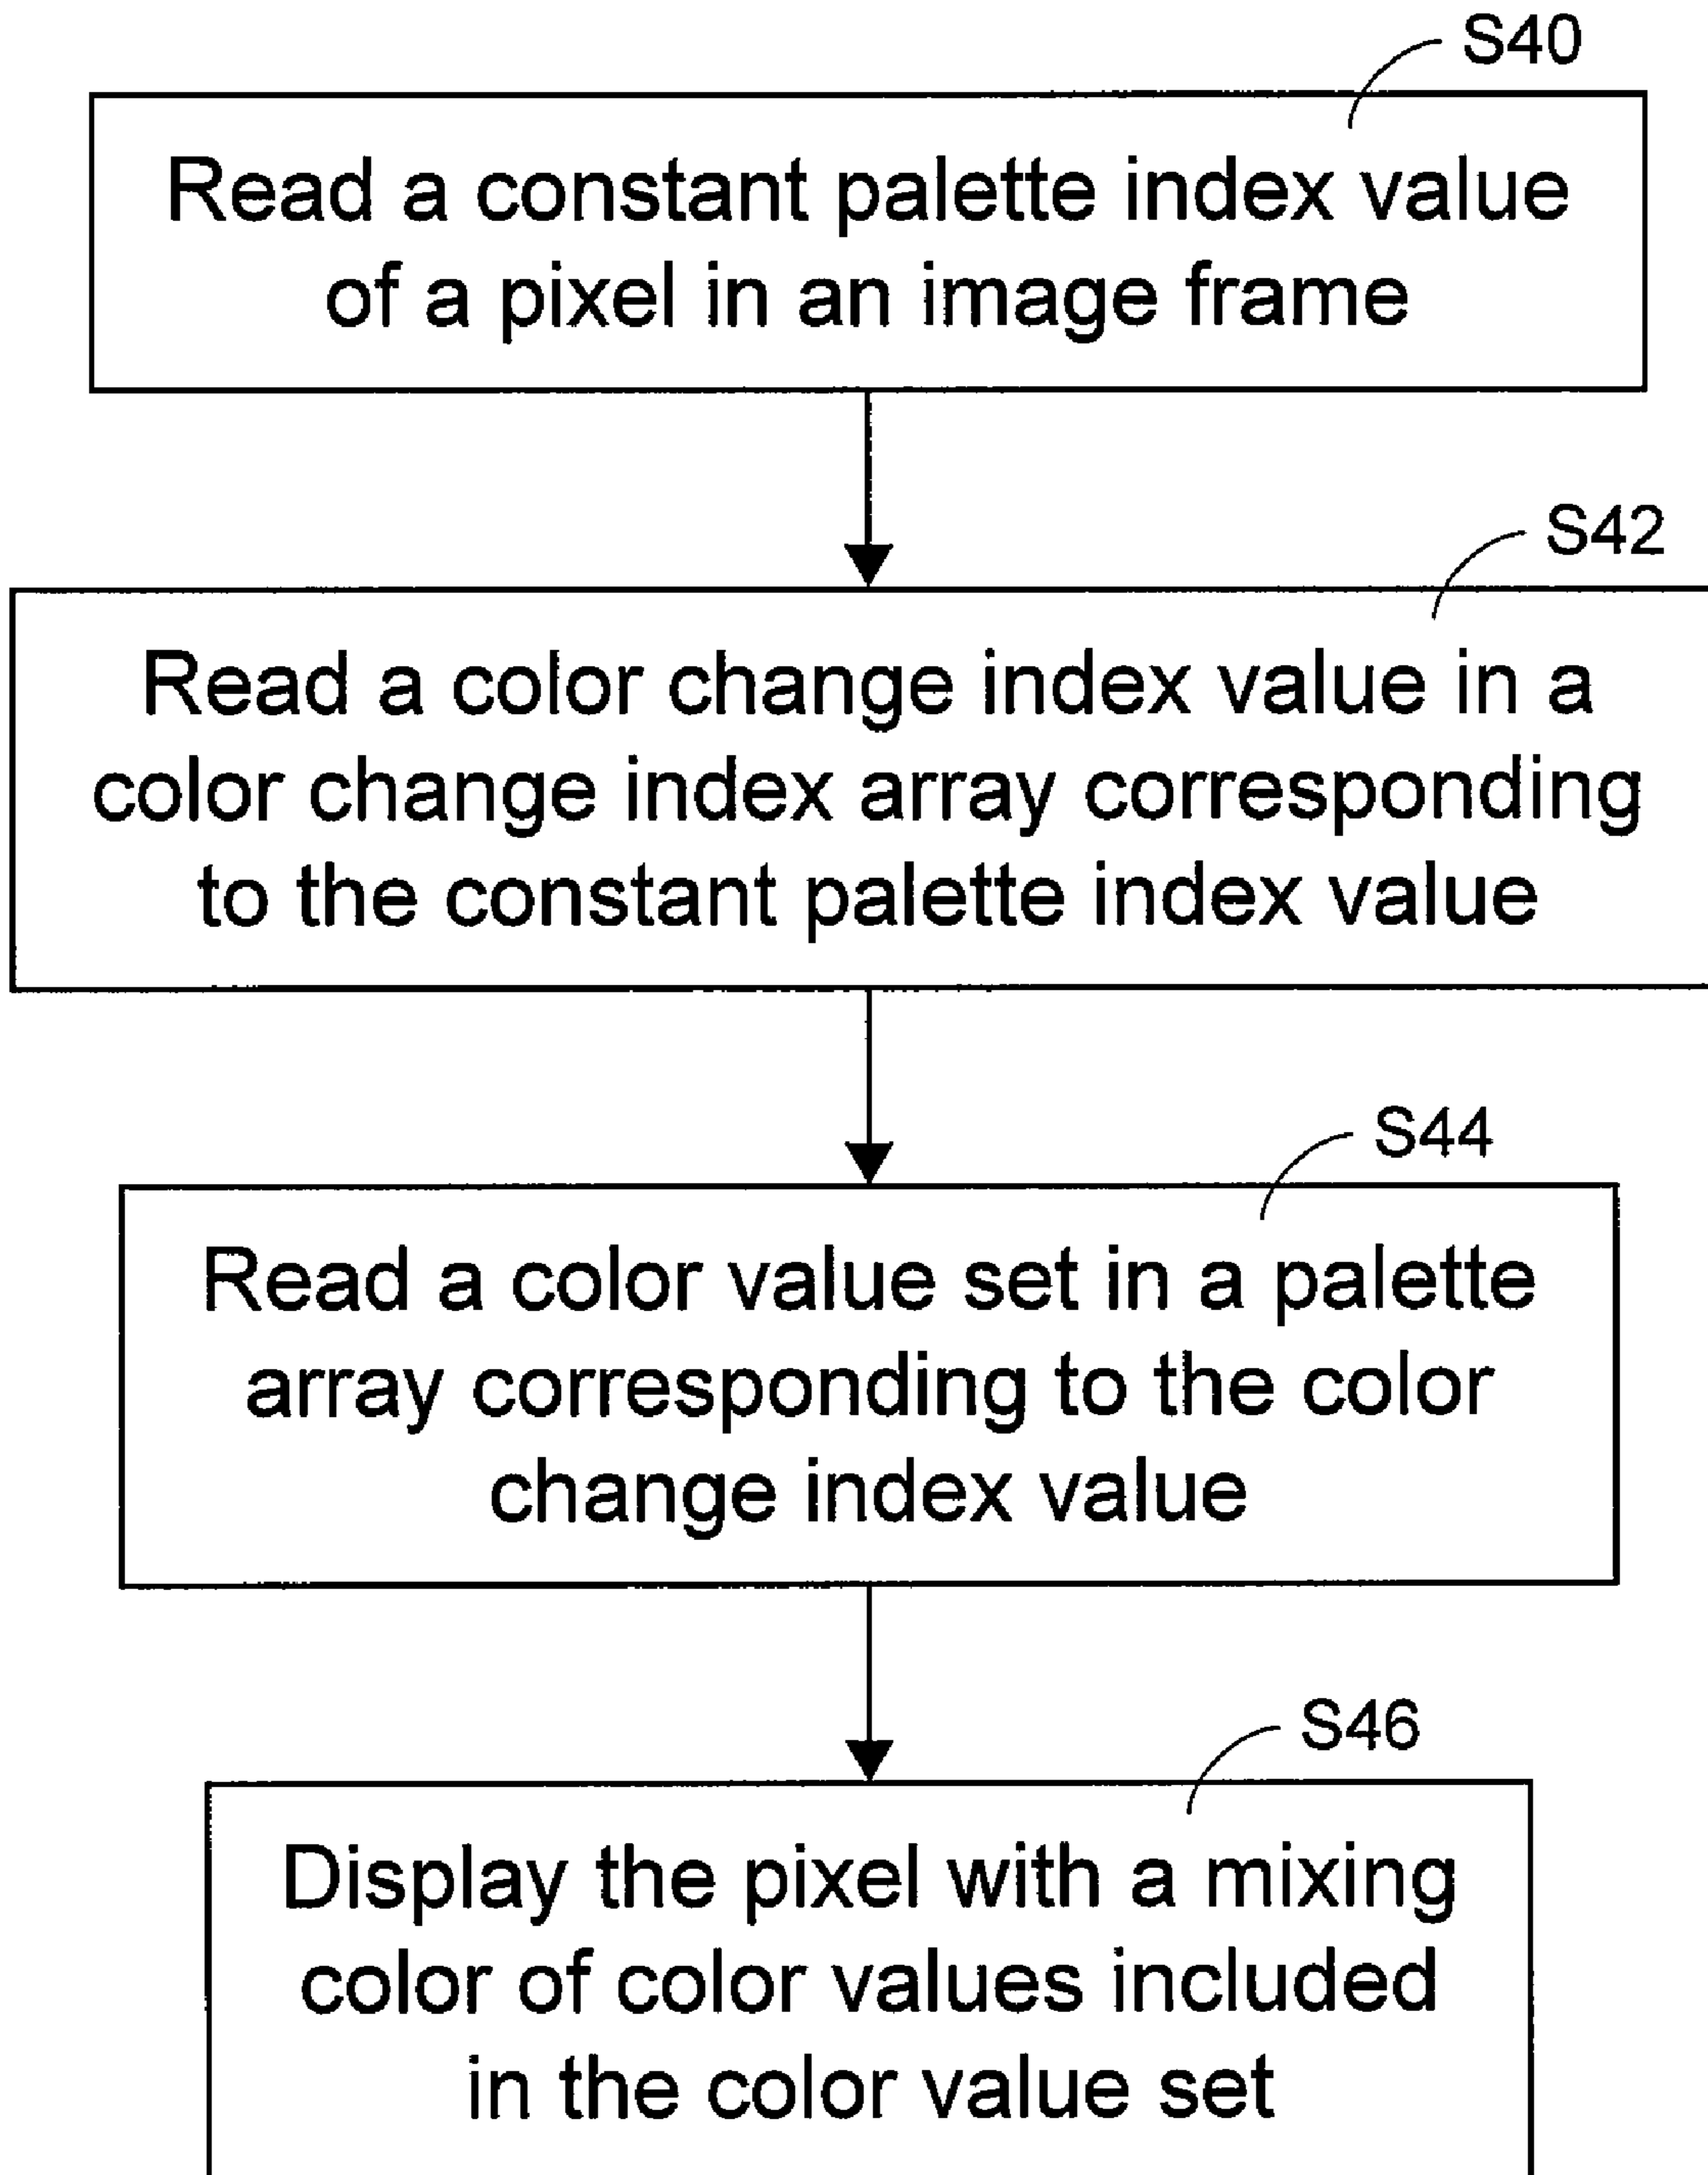 S40
Read a constant palette index value
of a pixel in an image frame
S42
Read a color change index value in a
color change index array corresponding
to the constant palette index value
S44
Read a color value set in a palette
array corresponding to the color
change index value
S46
Display the pixel with a mixing
color of color values included
in the color value set